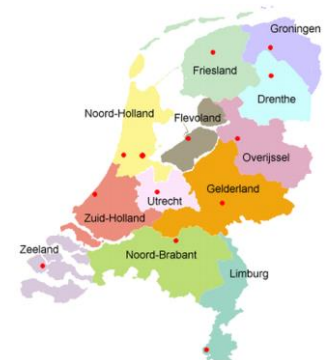 Groningen
Friesland
Drenthe
Noord-Holland
Flevoland
Overijssel
Gelderland
Utrecht
Zuid-Holland
Zeeland
Noord-Brabant
Limburg